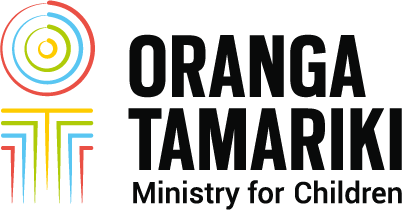 ORANGA
TAMARIKI
Ministry for Children